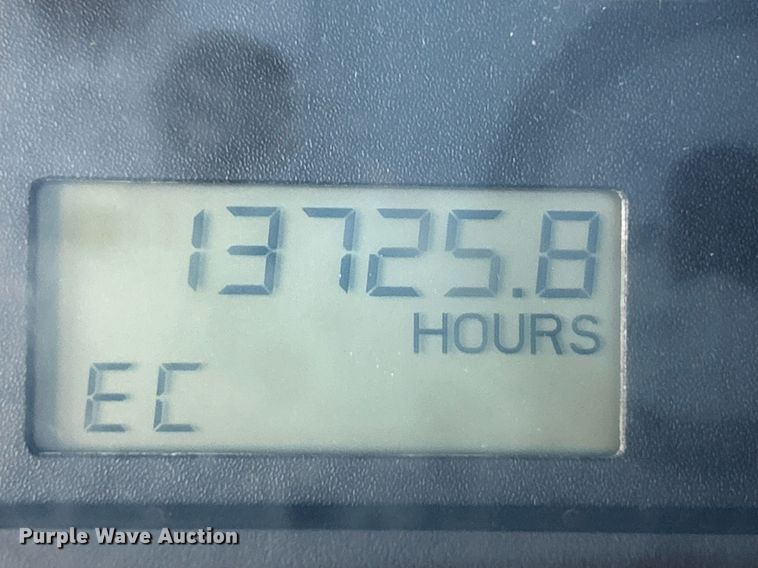 13725.8
HOURS
EC
Purple Wave Auction